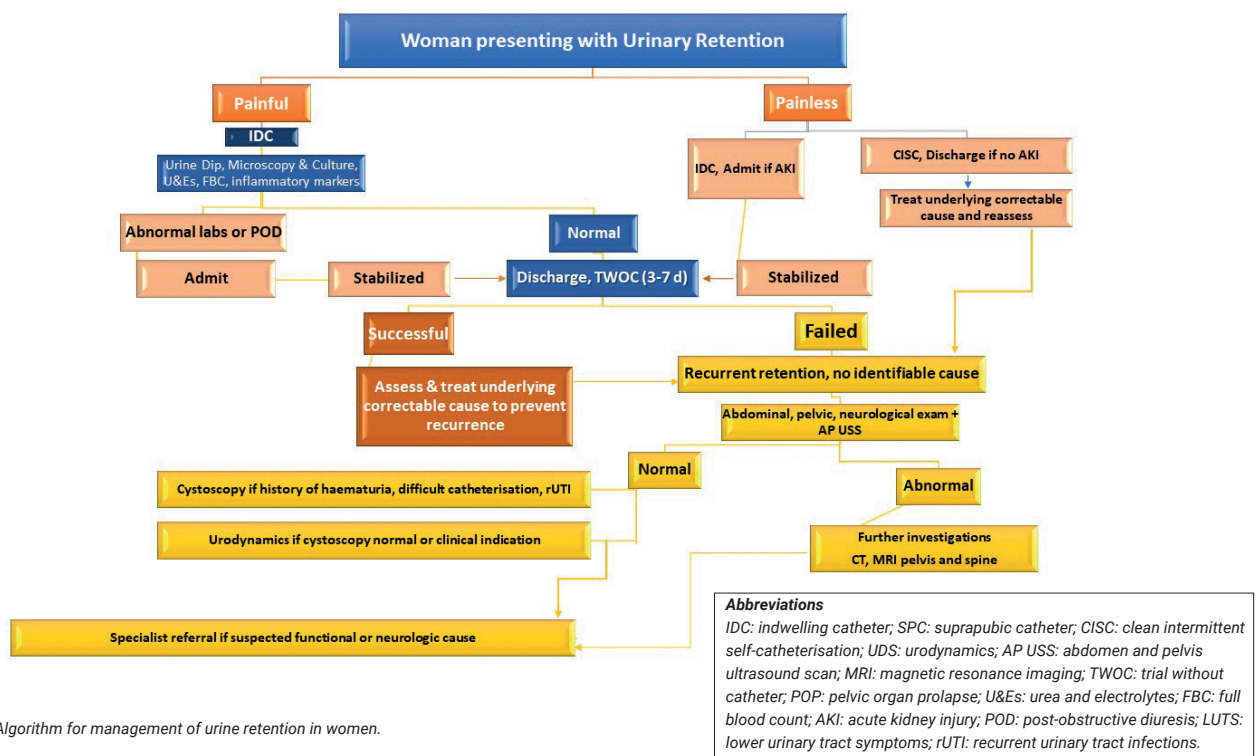 Woman presenting with Urinary Retention
Painful
Painless
IDC
Urine Dip, Microscopy & Culture,
U&Es, FBC, inflammatory markers
IDC, Admit if AKI
CISC, Discharge if no AKI
Treat underlying correctable
cause and reassess
Abnormal labs or POD
Normal
Admit
Stabilized
Discharge, TWOC (3-7 d)
Stabilized
Successful
Failed
Assess & treat underlying
correctable cause to prevent
recurrence
Recurrent retention, no identifiable cause
Abdominal, pelvic, neurological exam +
AP USS
Normal
Abnormal
Cystoscopy if history of haematuria, difficult catheterisation, rUTI
Urodynamics if cystoscopy normal or clinical indication
Further investigations
CT, MRI pelvis and spine
Specialist referral if suspected functional or neurologic cause
Abbreviations
IDC: indwelling catheter; SPC: suprapubic catheter; CISC: clean intermittent
self-catheterisation; UDS: urodynamics; AP USS: abdomen and pelvis
ultrasound scan; MRI: magnetic resonance imaging; TWOC: trial without
catheter; POP: pelvic organ prolapse; U&Es: urea and electrolytes; FBC: full
blood count; AKI: acute kidney injury; POD: post-obstructive diuresis; LUTS:
lower urinary tract symptoms; rUTI: recurrent urinary tract infections.
Algorithm for management of urine retention in women.